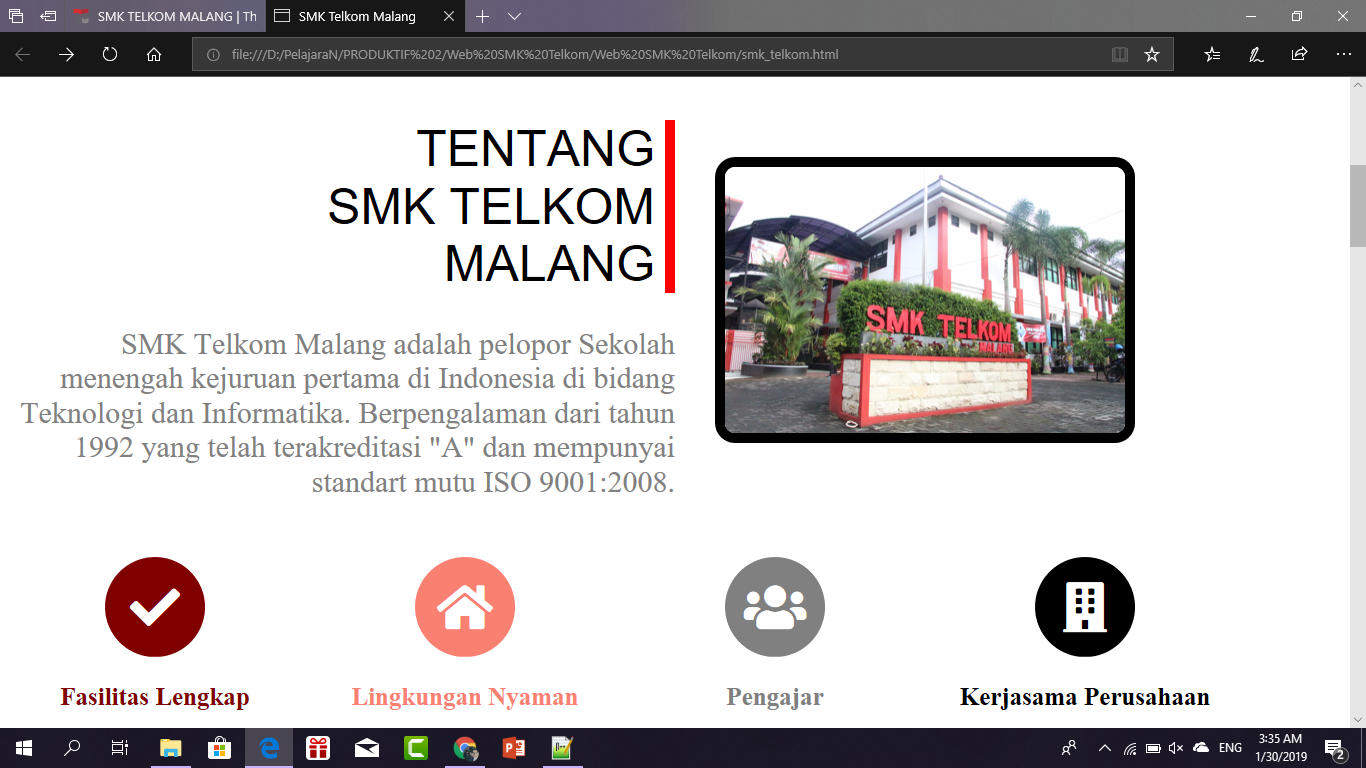 SMK TELKOM MALANG | Th
SMK Telkom Malang
file:///D:/PelajaraN/PRODUKTIF%202/Web%20SMK%20Telkom/Web%20SMK%20Telkom/smk_telkom.html
TENTANG
SMK TELKOM
MALANG
SMK Telkom Malang adalah pelopor Sekolah
menengah kejuruan pertama di Indonesia di bidang
Teknologi dan Informatika. Berpengalaman dari tahun
1992 yang telah terakreditasi "A" dan mempunyai
standart mutu ISO 9001:2008.
SMK TELKOM
MALANG
Fasilitas Lengkap
Lingkungan Nyaman
Pengajar
Kerjasama Perusahaan
ENG
3:35 AM
1/30/2019
2